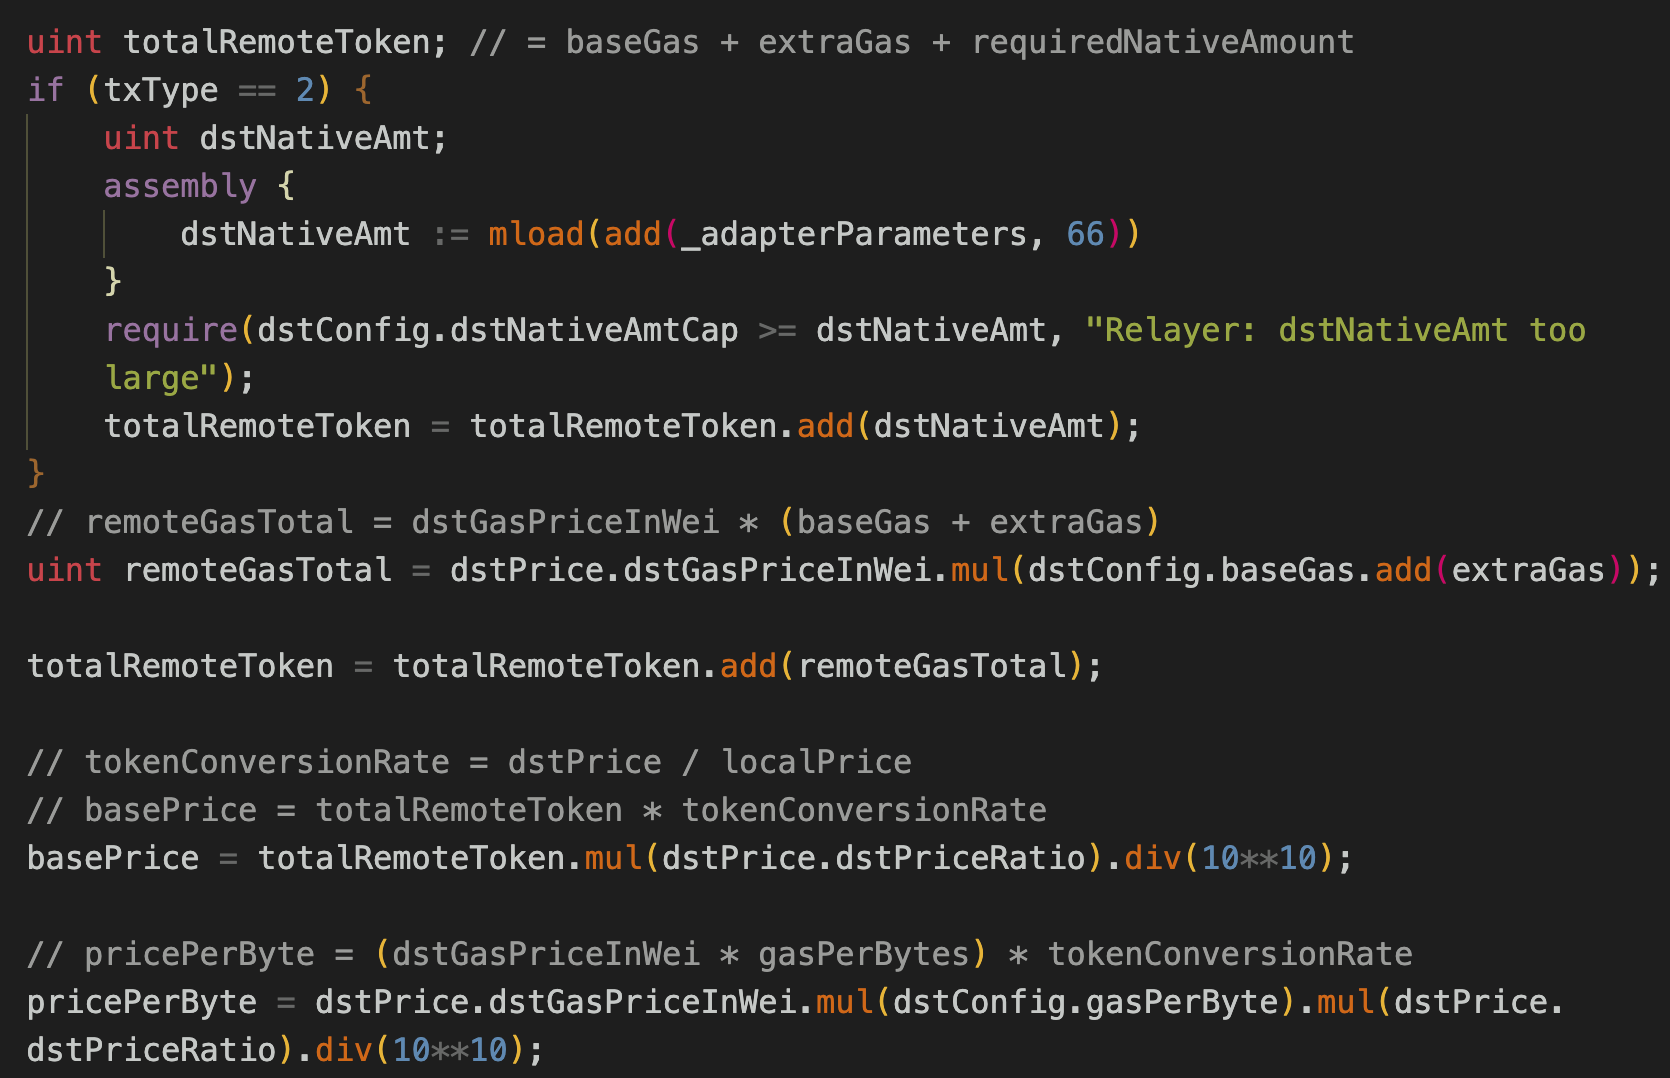 uint totalRemoteToken; // = baseGas + extraGas + requiredNativeAmount
if (txType == 2) {
    uint dstNativeAmt;
    assembly {
        dstNativeAmt := mload(add(_adapterParameters, 66))
    }
    require(dstConfig.dstNativeAmtCap >= dstNativeAmt, "Relayer: dstNativeAmt too
    large");
    totalRemoteToken = totalRemoteToken.add(dstNativeAmt);
}
// remoteGasTotal = dstGasPriceInWei * (baseGas + extraGas)
uint remoteGasTotal = dstPrice.dstGasPriceInWei.mul(dstConfig.baseGas.add(extraGas));

totalRemoteToken = totalRemoteToken.add(remoteGasTotal);

// tokenConversionRate = dstPrice / localPrice
// basePrice = totalRemoteToken * tokenConversionRate
basePrice = totalRemoteToken.mul(dstPrice.dstPriceRatio).div(10**10);

// pricePerByte = (dstGasPriceInWei * gasPerBytes) * tokenConversionRate
pricePerByte = dstPrice.dstGasPriceInWei.mul(dstConfig.gasPerByte).mul(dstPrice.
dstPriceRatio).div(10**10);